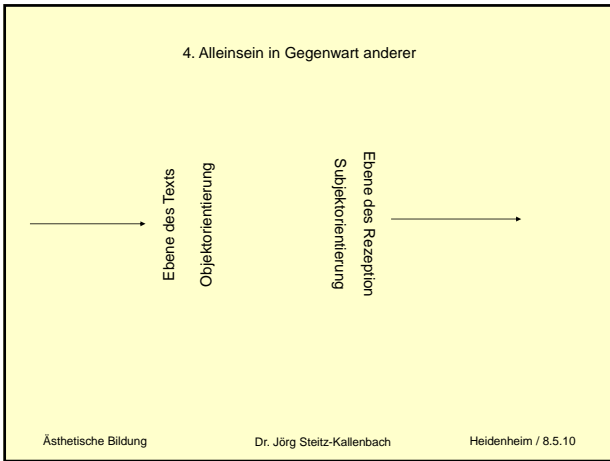 4. Alleinsein in Gegenwart anderer
Ebene des Texts
Objektorientierung
Ebene des Rezeption
Subjektorientierung
Ästhetische Bildung
Dr. Jörg Steitz-Kallenbach
Heidenheim / 8.5.10